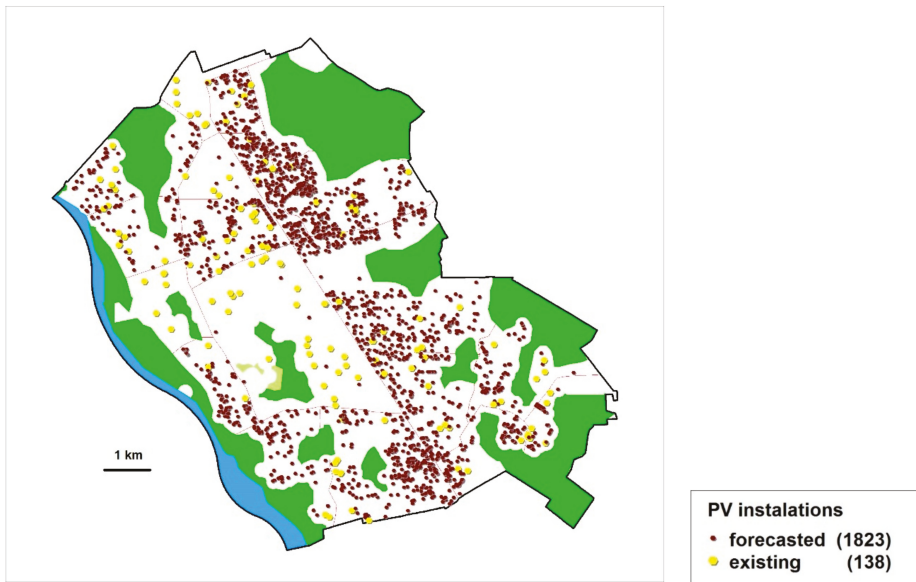 1 km
PV instalations
forecasted (1823)
existing (138)